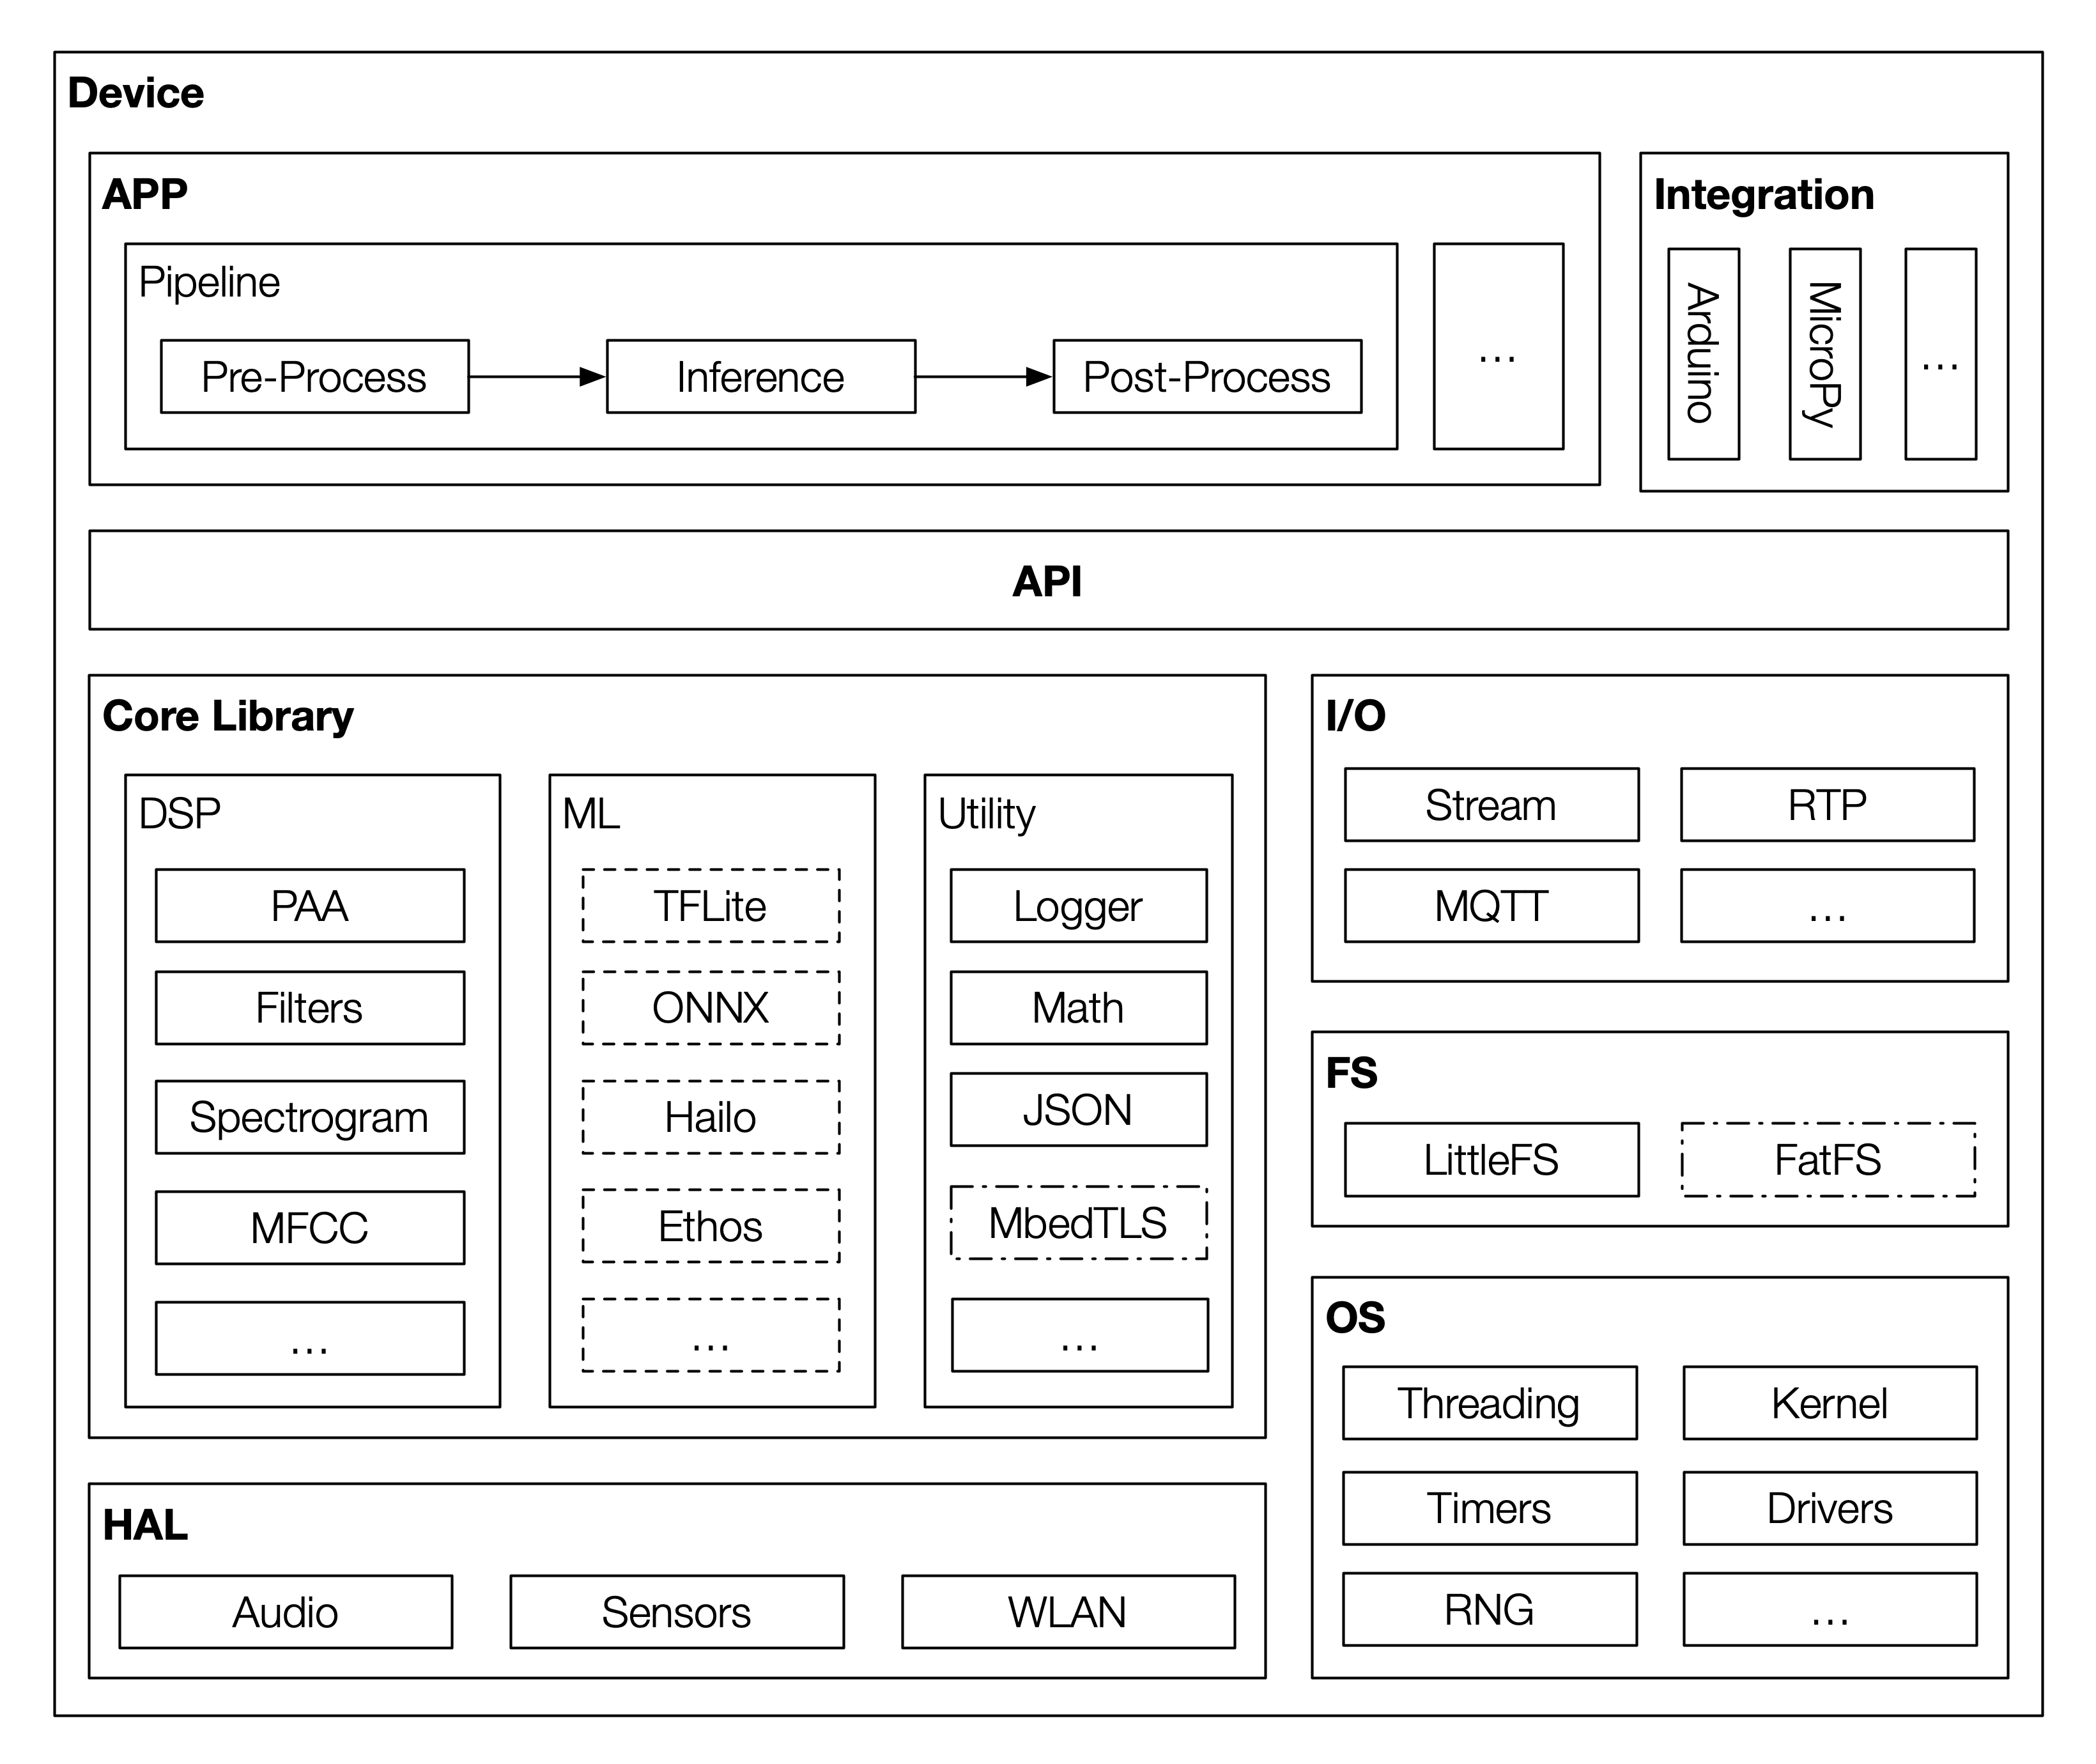 Device
APP
Pipeline
Pre-Process
Inference
Post-Process
...
Integration
Arduino
MicroPy
...
API
Core Library
DSP
PAA
Filters
Spectrogram
MFCC
...
ML
TFLite
ONNX
Hailo
Ethos
...
Utility
Logger
Math
JSON
MbedTLS
...
I/O
Stream
RTP
MQTT
...
FS
LittleFS
FatFS
OS
Threading
Kernel
Timers
Drivers
RNG
...
HAL
Audio
Sensors
WLAN